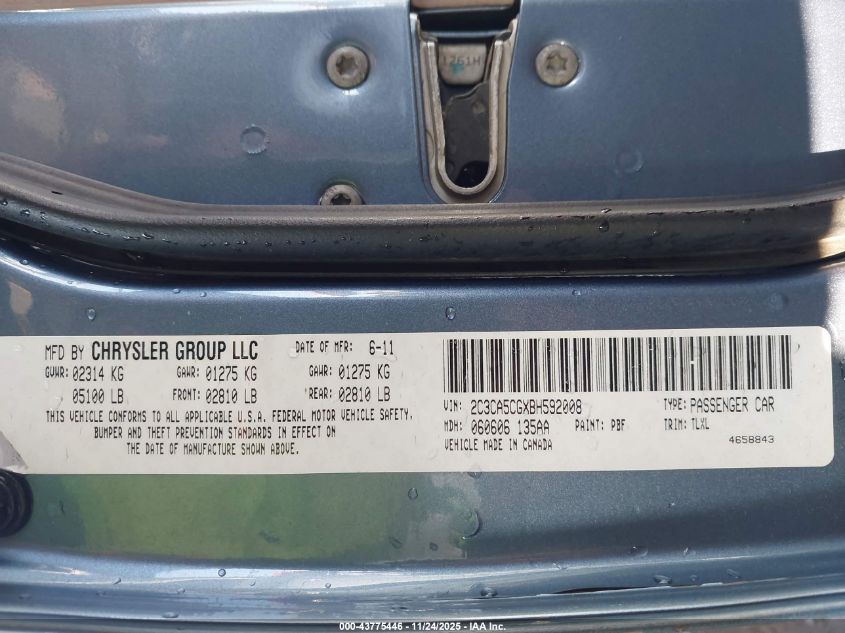 1261H
MFD BY CHRYSLER GROUP LLC DATE OF MFR: 6-11
GVWR: 02314 KG GAWR: 01275 KG GAWR: 01275 KG
05100 LB FRONT: 02810 LB REAR: 02810 LB
THIS VEHICLE CONFORMS TO ALL APPLICABLE U.S.A. FEDERAL MOTOR VEHICLE SAFETY,
BUMPER AND THEFT PREVENTION STANDARDS IN EFFECT ON
THE DATE OF MANUFACTURE SHOWN ABOVE.
VIN: 2C3CA5CGXBH592008 TYPE: PASSENGER CAR
MDH: 060606 135AA PAINT: PBF TRIM: TLXL
VEHICLE MADE IN CANADA 4658843
000-43775446 - 11/24/2025 - IAA Inc.